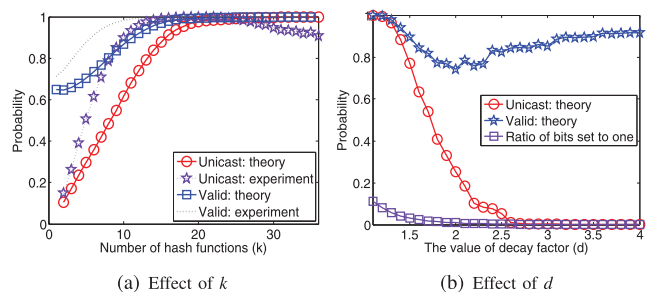 1
0.8
0.6
0.4
0.2
0
Probability
0
10
20
30
Number of hash functions (k)
Unicast: theory
Unicast: experiment
Valid: theory
Valid: experiment
(a) Effect of k
1
0.8
0.6
0.4
0.2
0
Probability
1.5
2
2.5
3
3.5
4
The value of decay factor (d)
Unicast: theory
Valid: theory
Ratio of bits set to one
(b) Effect of d